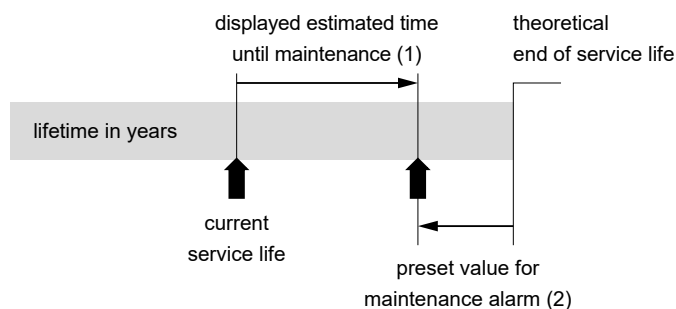 displayed estimated time
until maintenance (1)
theoretical
end of service life
lifetime in years
current
service life
preset value for
maintenance alarm (2)